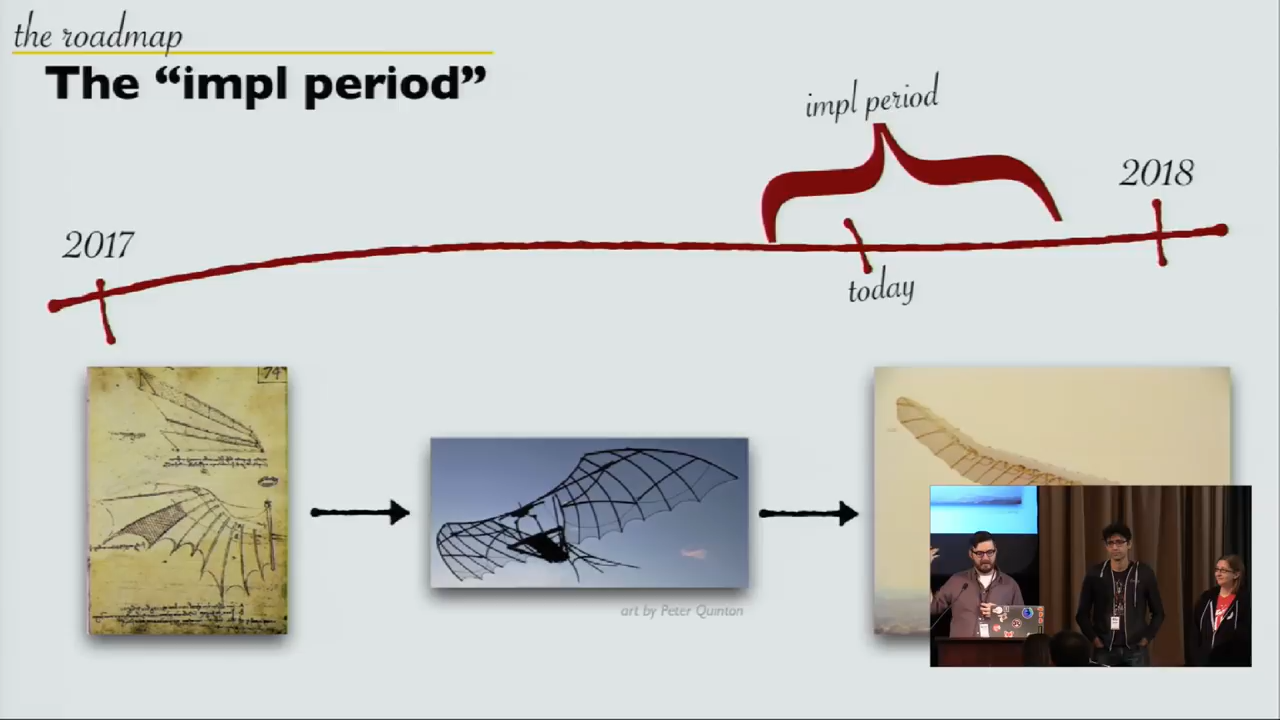 the roadmap
The “impl period”
impl period
2018
2017
today
74
art by Peter Quinton